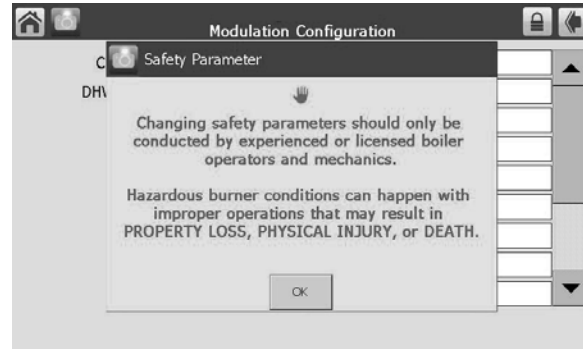 Modulation Configuration
C
Safety Parameter
DHW
Changing safety parameters should only be
conducted by experienced or licensed boiler
operators and mechanics.
Hazardous burner conditions can happen with
improper operations that may result in
PROPERTY LOSS, PHYSICAL INJURY, or DEATH.
OK